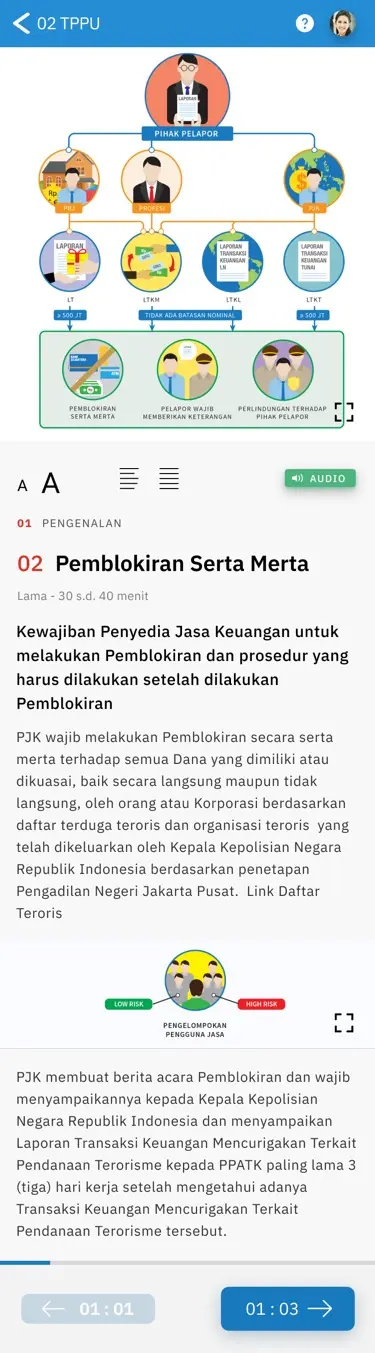 02 TPPU
?
LAPORAN
PIHAK PELAPOR
Rp
PBJ
PROFESI
PJK
LAPORAN
LAPORAN
TRANSAKSI
KEUANGAN
LN
LAPORAN
TRANSAKSI
KEUANGAN
TUNAI
LT
LTKM
LTKL
LTKT
≥ 500 JT
TIDAK ADA BATASAN NOMINAL
≥ 500 JT
PEMBLOKIRAN
SERTA MERTA
PELAPOR WAJIB
MEMBERIKAN KETERANGAN
PERLINDUNGAN TERHADAP
PIHAK PELAPOR
A A
AUDIO
01 PENGENALAN
02 Pemblokiran Serta Merta
Lama - 30 s.d. 40 menit
Kewajiban Penyedia Jasa Keuangan untuk
melakukan Pemblokiran dan prosedur yang
harus dilakukan setelah dilakukan
Pemblokiran
PJK wajib melakukan Pemblokiran secara serta
merta terhadap semua Dana yang dimiliki atau
dikuasai, baik secara langsung maupun tidak
langsung, oleh orang atau Korporasi berdasarkan
daftar terduga teroris dan organisasi teroris  yang
telah dikeluarkan oleh Kepala Kepolisian Negara
Republik Indonesia berdasarkan penetapan
Pengadilan Negeri Jakarta Pusat.  Link Daftar
Teroris
LOW RISK
HIGH RISK
PENGELOMPOKAN
PENGGUNA JASA
PJK membuat berita acara Pemblokiran dan wajib
menyampaikannya kepada Kepala Kepolisian
Negara Republik Indonesia dan menyampaikan
Laporan Transaksi Keuangan Mencurigakan Terkait
Pendanaan Terorisme kepada PPATK paling lama 3
(tiga) hari kerja setelah mengetahui adanya
Transaksi Keuangan Mencurigakan Terkait
Pendanaan Terorisme tersebut.
01 : 01
01 : 03